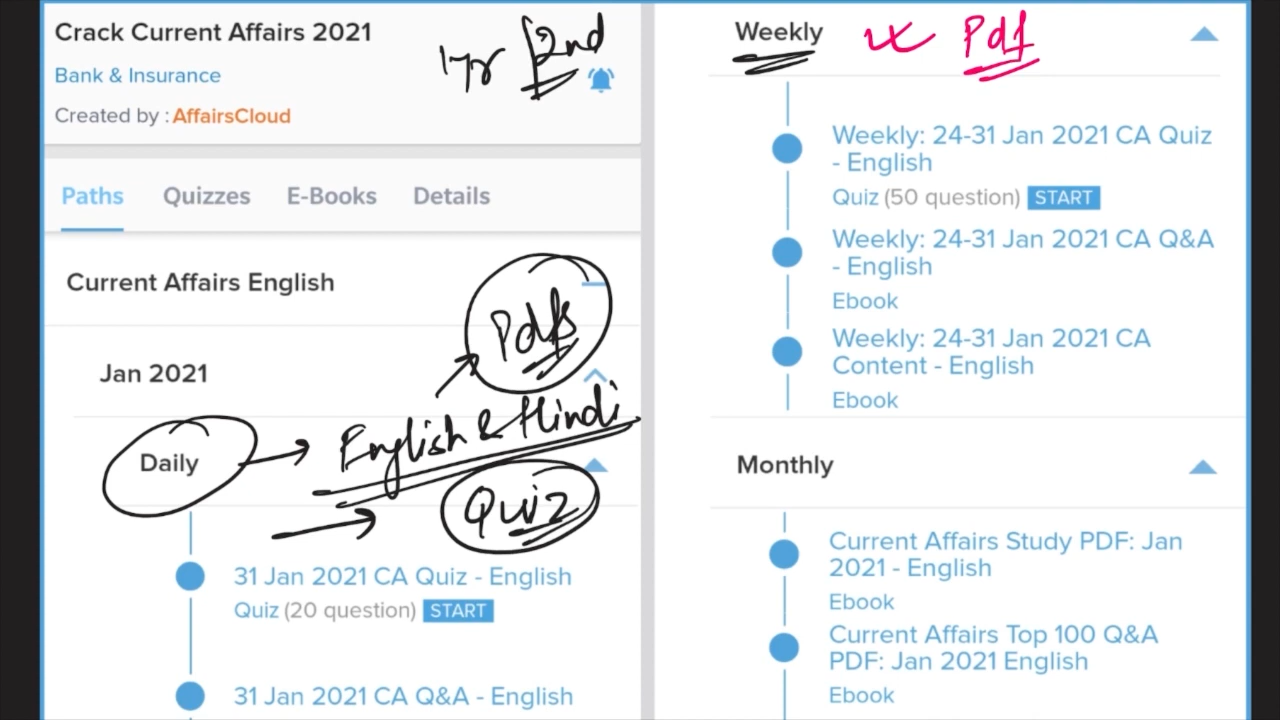 Crack Current Affairs 2021
1yr 2nd
Bank & Insurance
Created by : AffairsCloud
Paths Quizzes E-Books Details
Current Affairs English
Pdfs
Jan 2021
English & Hindi
Daily
Quiz
31 Jan 2021 CA Quiz - English
Quiz (20 question) START
31 Jan 2021 CA Q&A - English
Weekly Pdf
Weekly: 24-31 Jan 2021 CA Quiz
- English
Quiz (50 question) START
Weekly: 24-31 Jan 2021 CA Q&A
- English
Ebook
Weekly: 24-31 Jan 2021 CA
Content - English
Ebook
Monthly
Current Affairs Study PDF: Jan
2021 - English
Ebook
Current Affairs Top 100 Q&A
PDF: Jan 2021 English
Ebook